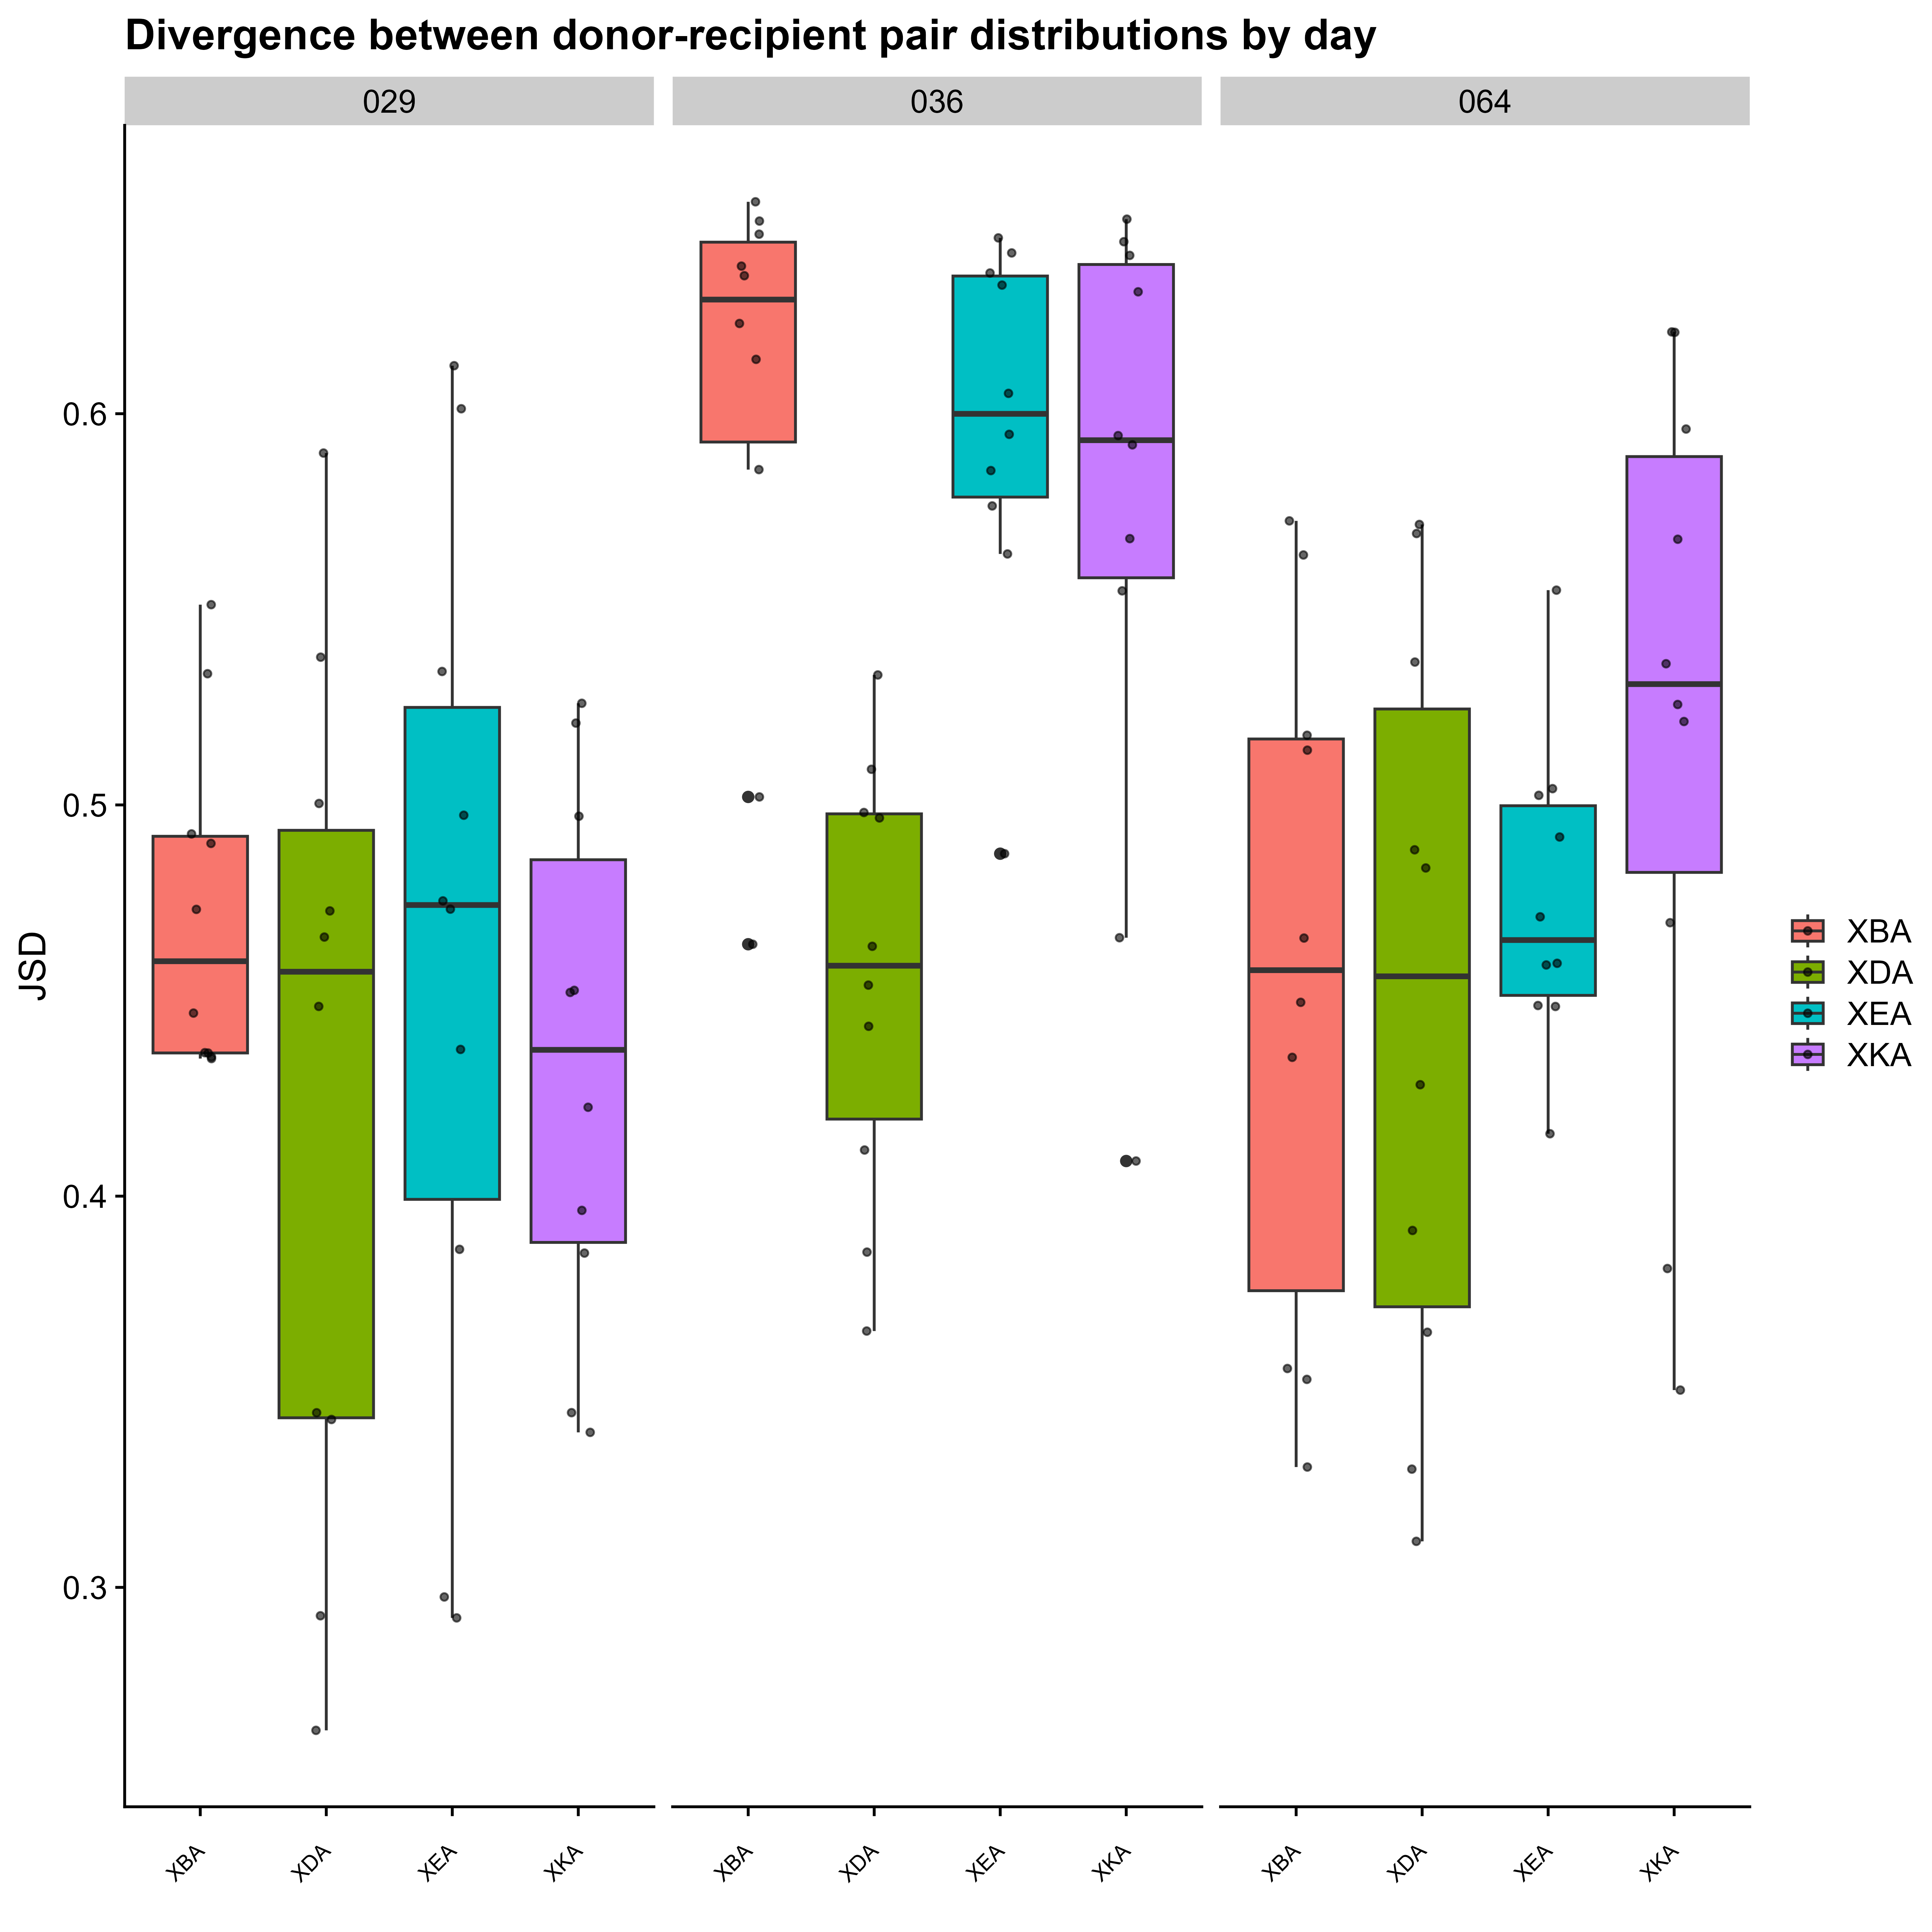 Divergence between donor-recipient pair distributions by day
029 036 064
JSD
0.6
0.5
0.4
0.3
XBA XDA XEA XKA XBA XDA XEA XKA XBA XDA XEA XKA
XBA
XDA
XEA
XKA